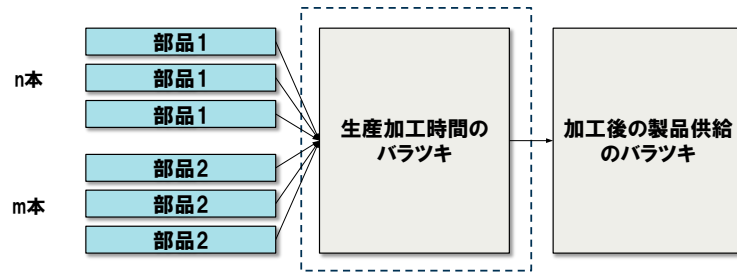 部品1
部品1
部品1
n本
部品2
部品2
部品2
m本
生産加工時間の
バラツキ
加工後の製品供給
のバラツキ